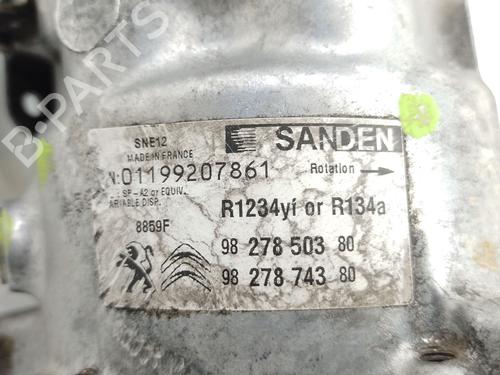 SNE12
MADE IN FRANCE
SANDEN
N:01199207861
Rotation
SP-A2 or EQUIV.
VARIABLE DISP.
R1234yf or R134a
8859F
98 278 503 80
98 278 743 80
B-PARTS